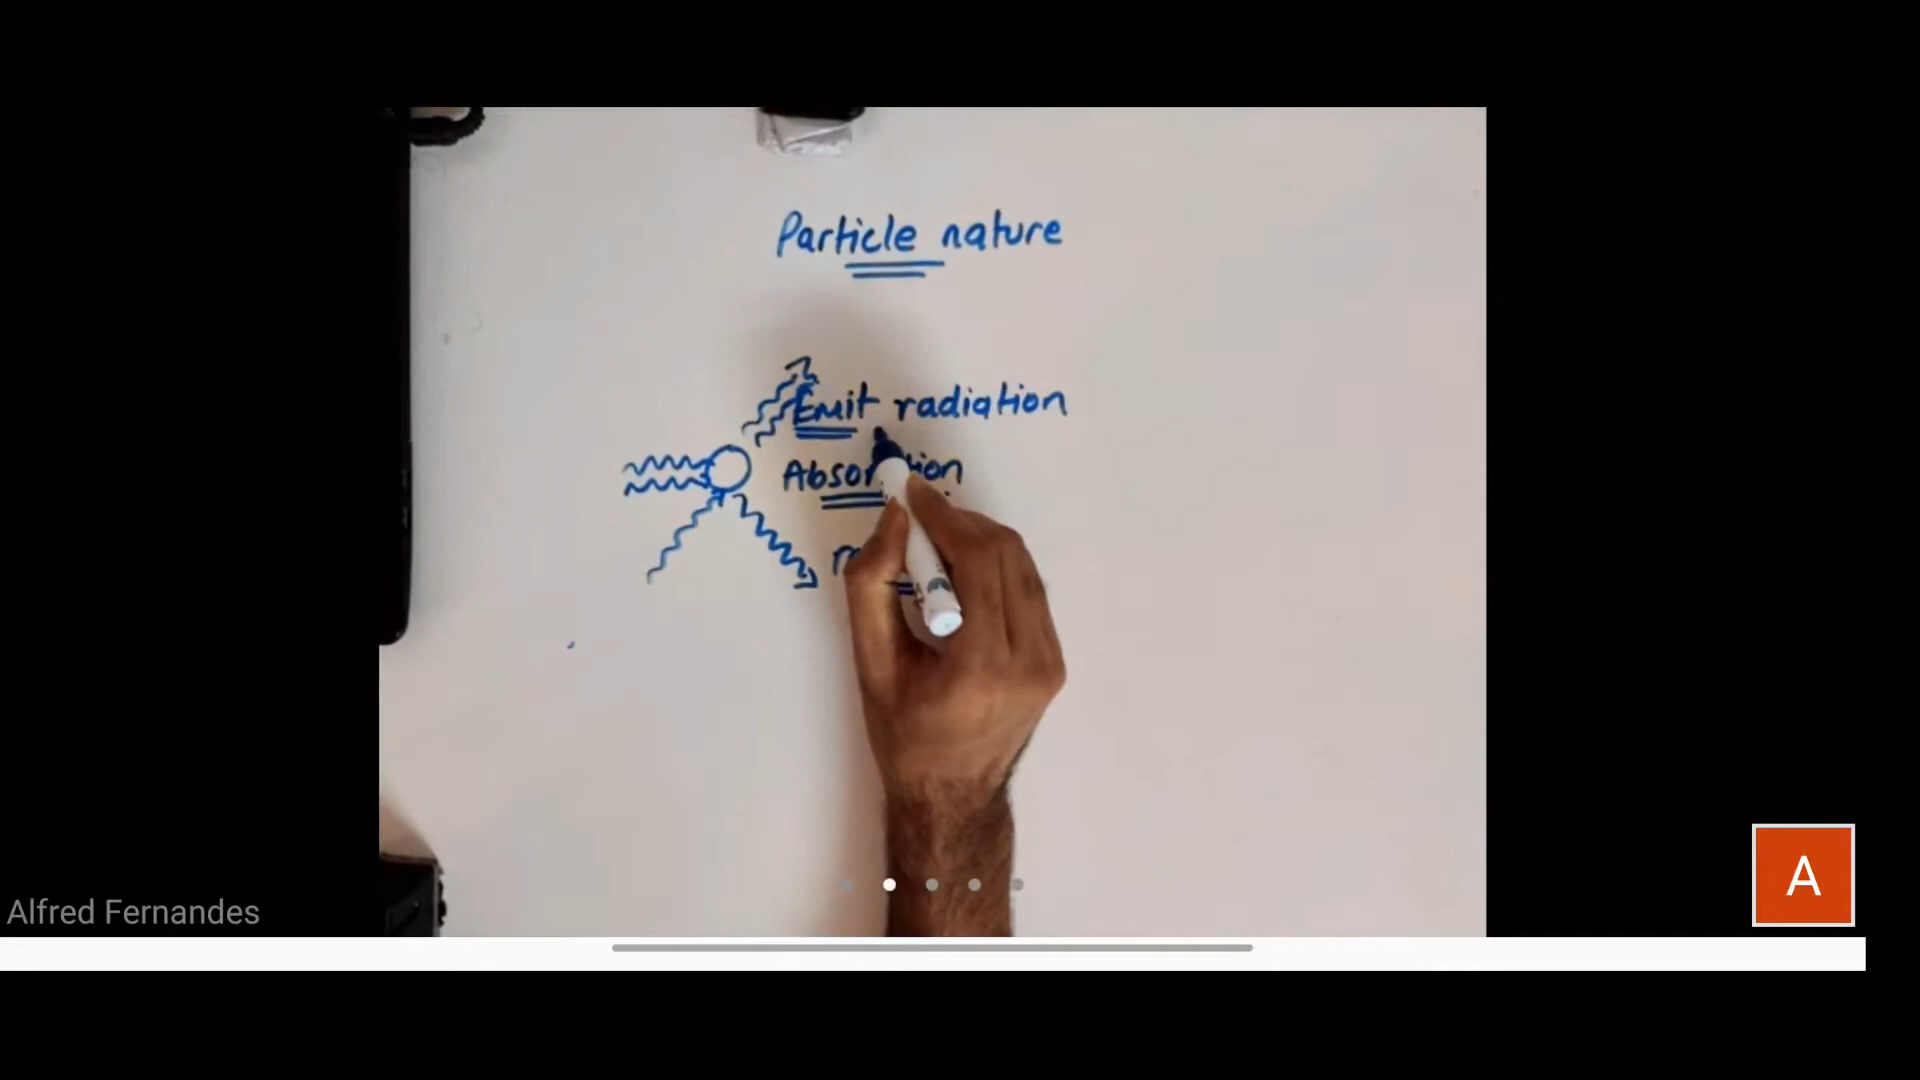 Particle nature
Emit radiation
Alfred Fernandes
A